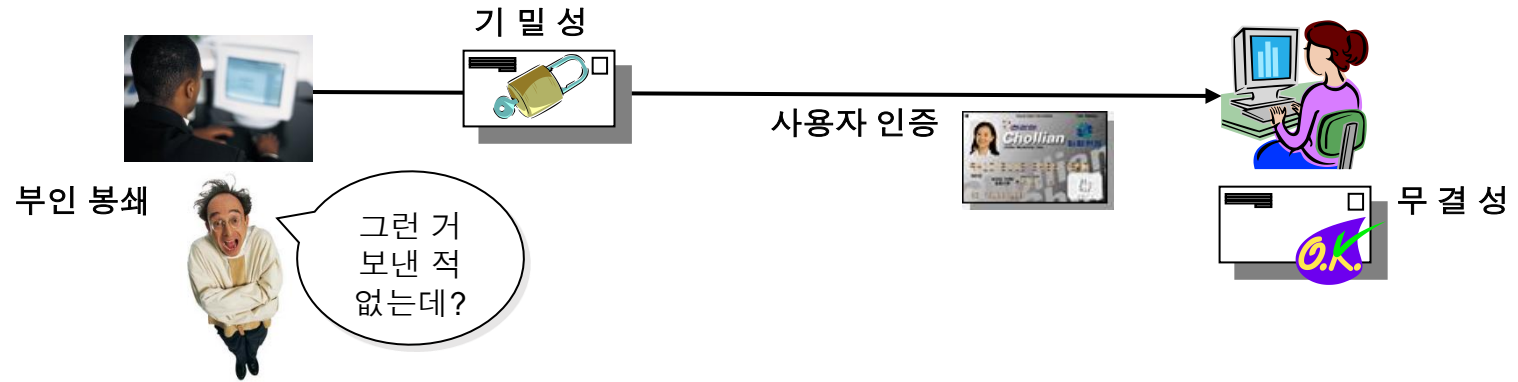 기 밀 성
사용자 인증
Chollian
부인 봉쇄
그런 거
보낸 적
없는데?
무 결 성
O.K.